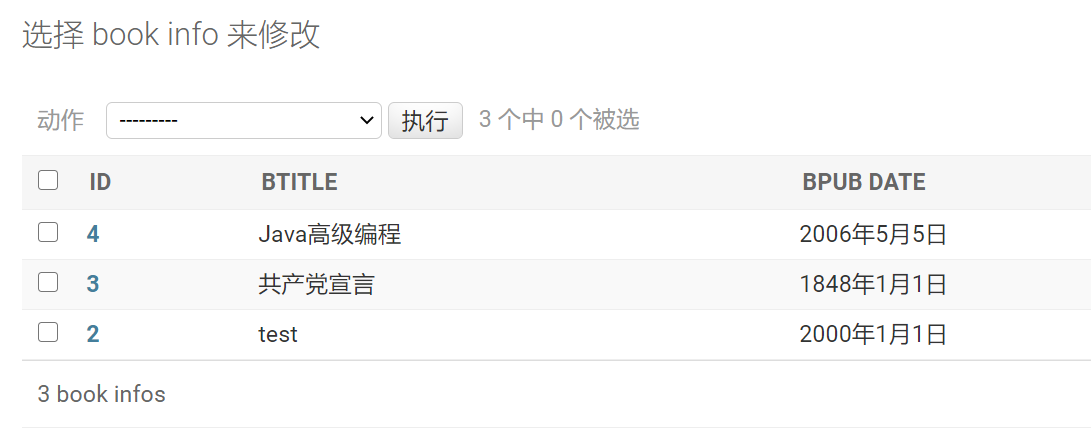 选择 book info 来修改
动作 --------- 执行 3 个中 0 个被选
ID BTITLE BPUB DATE
4 Java高级编程 2006年5月5日
3 共产党宣言 1848年1月1日
2 test 2000年1月1日
3 book infos